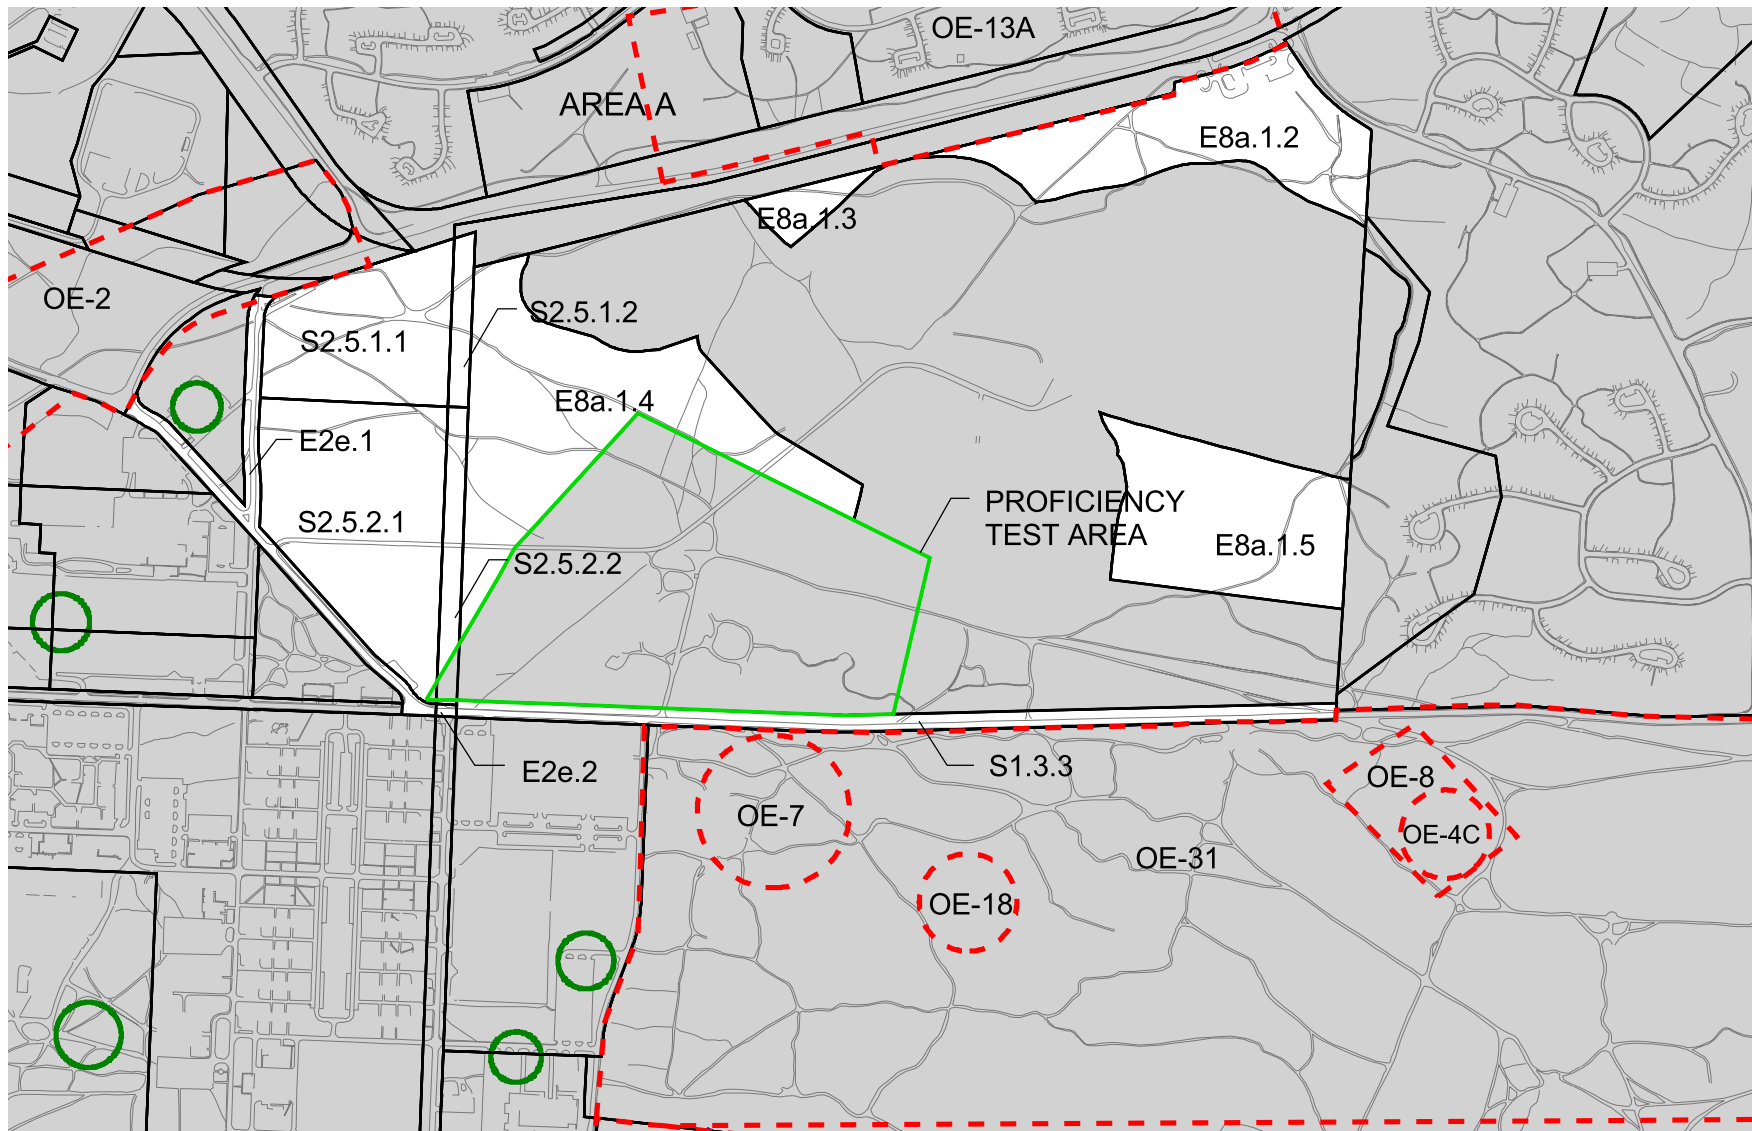 OE-13A
AREA A
E8a.1.2
E8a.1.3
OE-2
S2.5.1.2
S2.5.1.1
E8a.1.4
E2e.1
PROFICIENCY
TEST AREA
S2.5.2.1
E8a.1.5
S2.5.2.2
E2e.2
S1.3.3
OE-8
OE-7
OE-4C
OE-31
OE-18